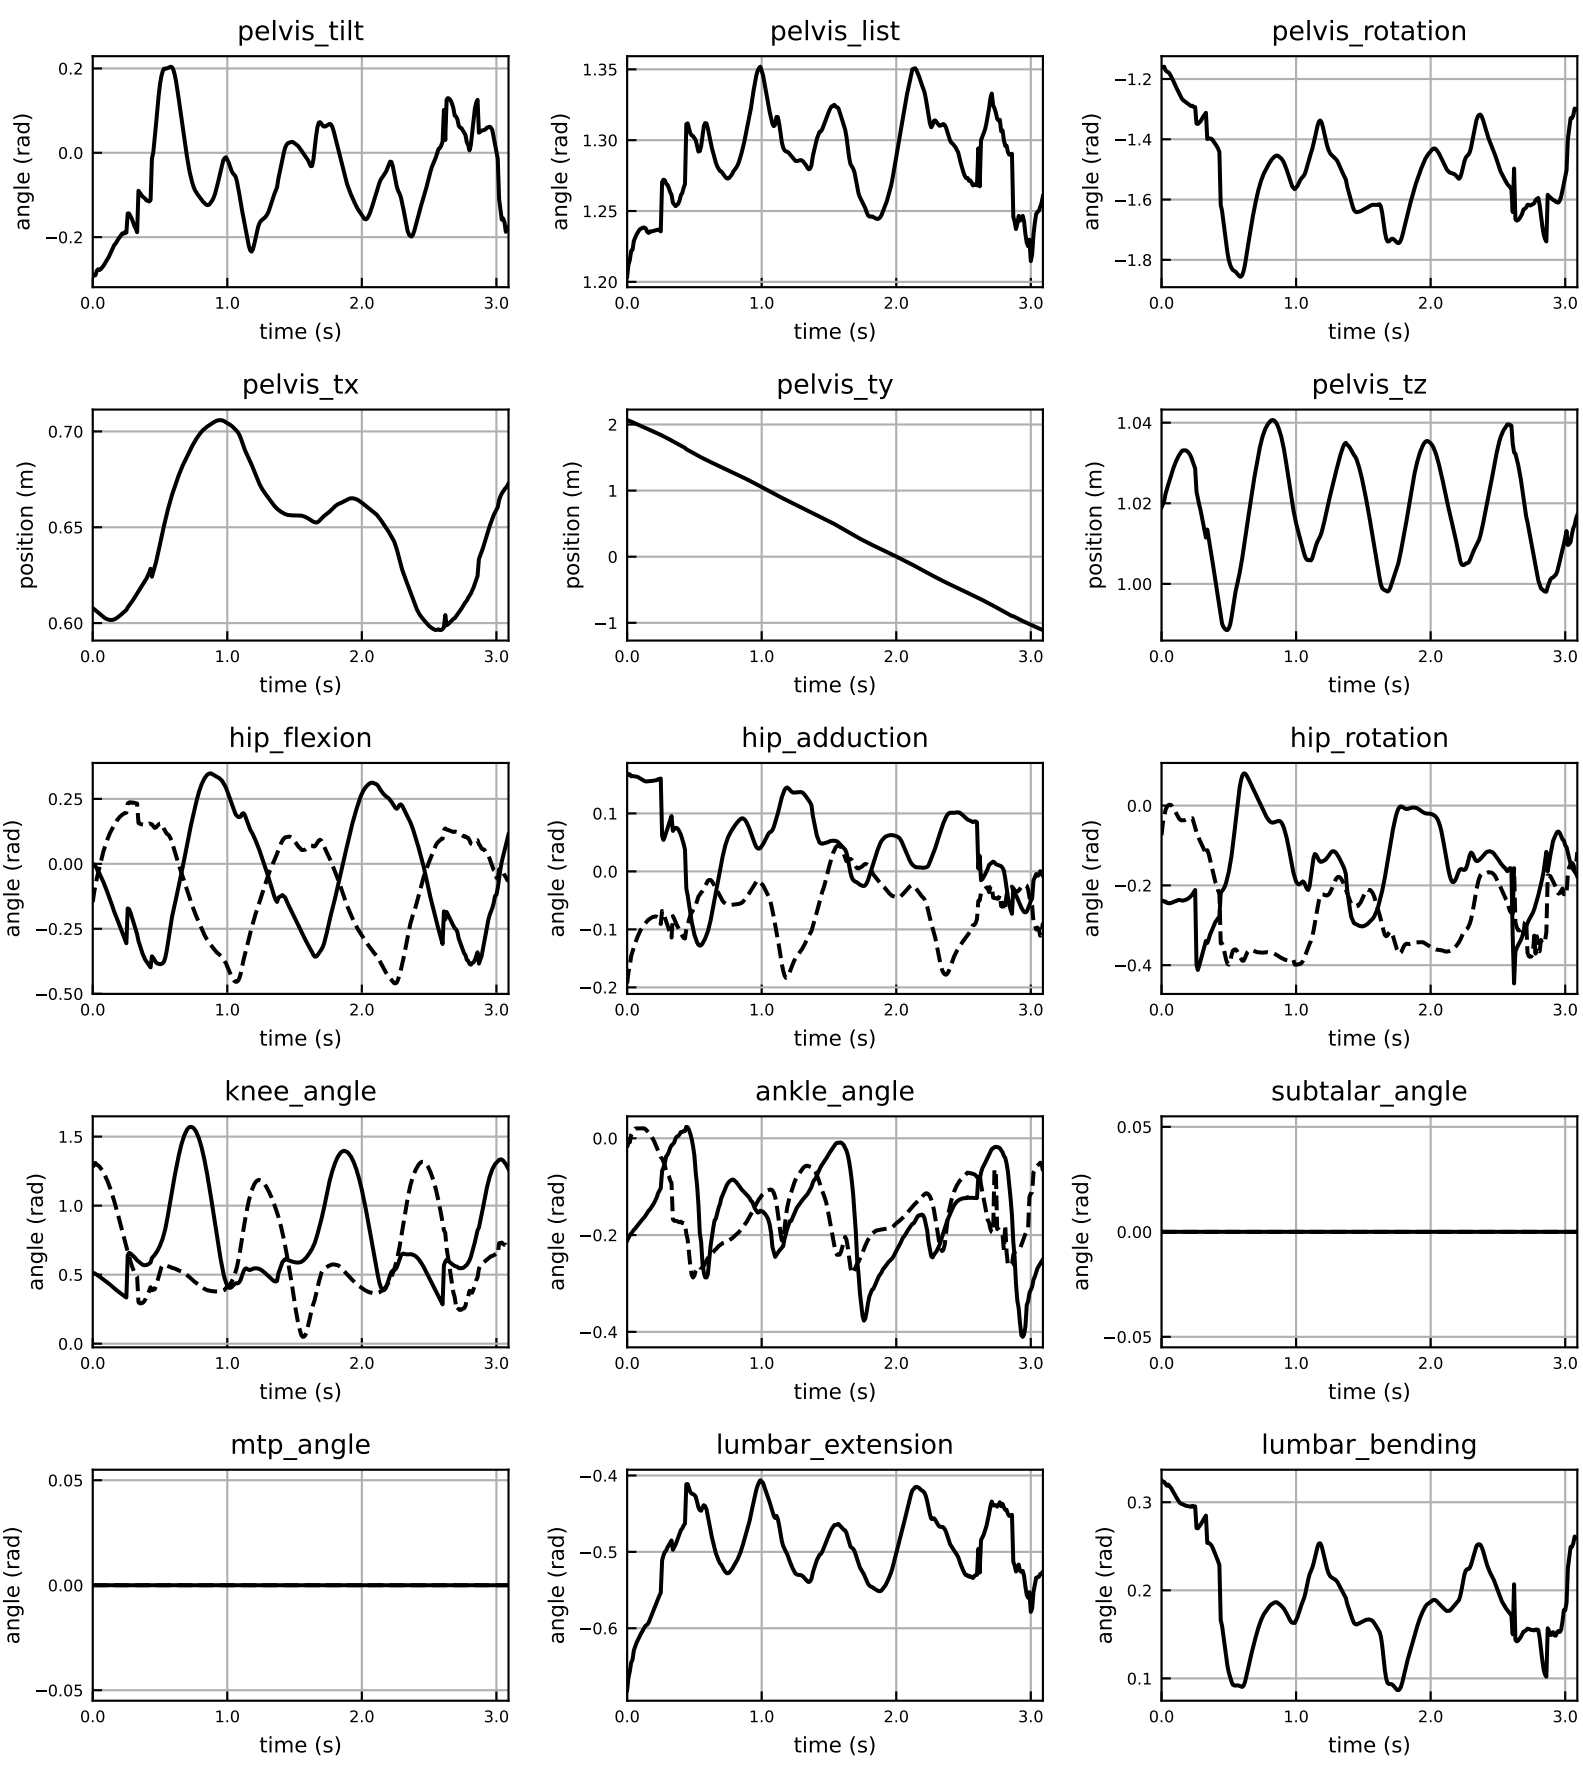 pelvis_tilt
angle (rad)
0.2
0.0
−0.2
0.0 1.0 2.0 3.0
time (s)
pelvis_list
angle (rad)
1.35
1.30
1.25
1.20
0.0 1.0 2.0 3.0
time (s)
pelvis_rotation
angle (rad)
−1.2
−1.4
−1.6
−1.8
0.0 1.0 2.0 3.0
time (s)
pelvis_tx
position (m)
0.70
0.65
0.60
0.0 1.0 2.0 3.0
time (s)
pelvis_ty
position (m)
2
1
0
−1
0.0 1.0 2.0 3.0
time (s)
pelvis_tz
position (m)
1.04
1.02
1.00
0.0 1.0 2.0 3.0
time (s)
hip_flexion
angle (rad)
0.25
0.00
−0.25
−0.50
0.0 1.0 2.0 3.0
time (s)
hip_adduction
angle (rad)
0.1
0.0
−0.1
−0.2
0.0 1.0 2.0 3.0
time (s)
hip_rotation
angle (rad)
0.0
−0.2
−0.4
0.0 1.0 2.0 3.0
time (s)
knee_angle
angle (rad)
1.5
1.0
0.5
0.0
0.0 1.0 2.0 3.0
time (s)
ankle_angle
angle (rad)
0.0
−0.2
−0.4
0.0 1.0 2.0 3.0
time (s)
subtalar_angle
angle (rad)
0.05
0.00
−0.05
0.0 1.0 2.0 3.0
time (s)
mtp_angle
angle (rad)
0.05
0.00
−0.05
0.0 1.0 2.0 3.0
time (s)
lumbar_extension
angle (rad)
−0.4
−0.5
−0.6
0.0 1.0 2.0 3.0
time (s)
lumbar_bending
angle (rad)
0.3
0.2
0.1
0.0 1.0 2.0 3.0
time (s)